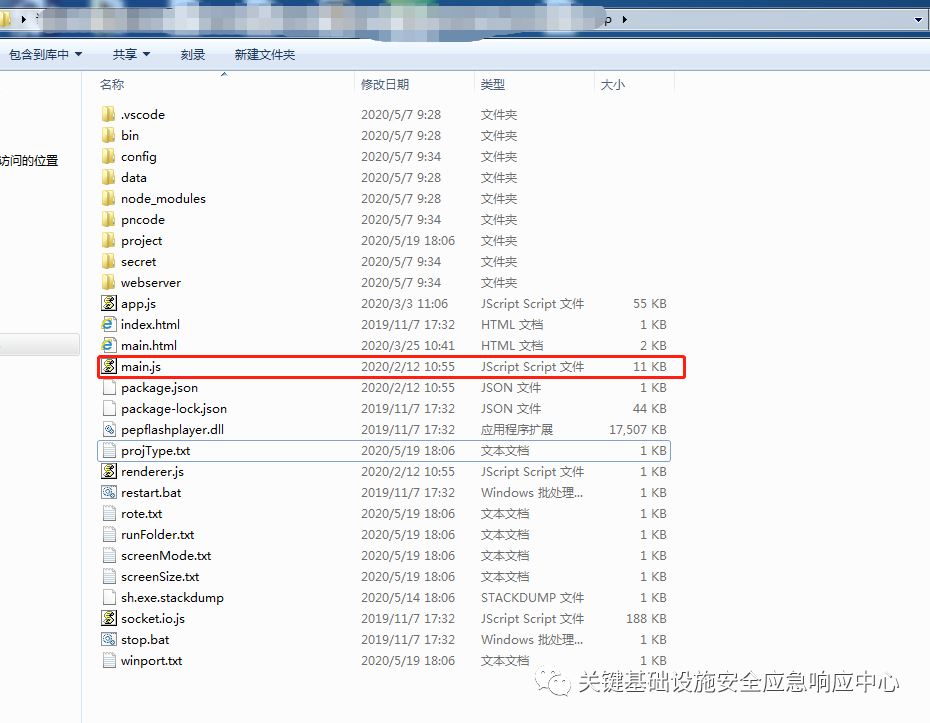 p
包含到库中 共享 刻录 新建文件夹
名称 修改日期 类型 大小
.vscode 2020/5/7 9:28 文件夹
bin 2020/5/7 9:28 文件夹
config 2020/5/7 9:34 文件夹
访问的位置
data 2020/5/7 9:28 文件夹
node_modules 2020/5/7 9:28 文件夹
pncode 2020/5/7 9:34 文件夹
project 2020/5/19 18:06 文件夹
secret 2020/5/7 9:34 文件夹
webserver 2020/5/7 9:34 文件夹
app.js 2020/3/3 11:06 JScript Script 文件 55 KB
index.html 2019/11/7 17:32 HTML 文档 1 KB
main.html 2020/3/25 10:41 HTML 文档 2 KB
main.js 2020/2/12 10:55 JScript Script 文件 11 KB
package.json 2020/2/12 10:55 JSON 文件 1 KB
package-lock.json 2019/11/7 17:32 JSON 文件 44 KB
pepflashplayer.dll 2019/11/7 17:32 应用程序扩展 17,507 KB
projType.txt 2020/5/19 18:06 文本文档 1 KB
renderer.js 2020/2/12 10:55 JScript Script 文件 1 KB
restart.bat 2019/11/7 17:32 Windows 批处理... 1 KB
rote.txt 2020/5/19 18:06 文本文档 1 KB
runFolder.txt 2020/5/19 18:06 文本文档 1 KB
screenMode.txt 2020/5/19 18:06 文本文档 1 KB
screenSize.txt 2020/5/19 18:06 文本文档 1 KB
sh.exe.stackdump 2020/5/14 18:06 STACKDUMP 文件 1 KB
socket.io.js 2019/11/7 17:32 JScript Script 文件 188 KB
stop.bat 2019/11/7 17:32 Windows 批处理... 1 KB
winport.txt 2020/5/19 18:06 文本文档 1 KB
关键基础设施安全应急响应中心